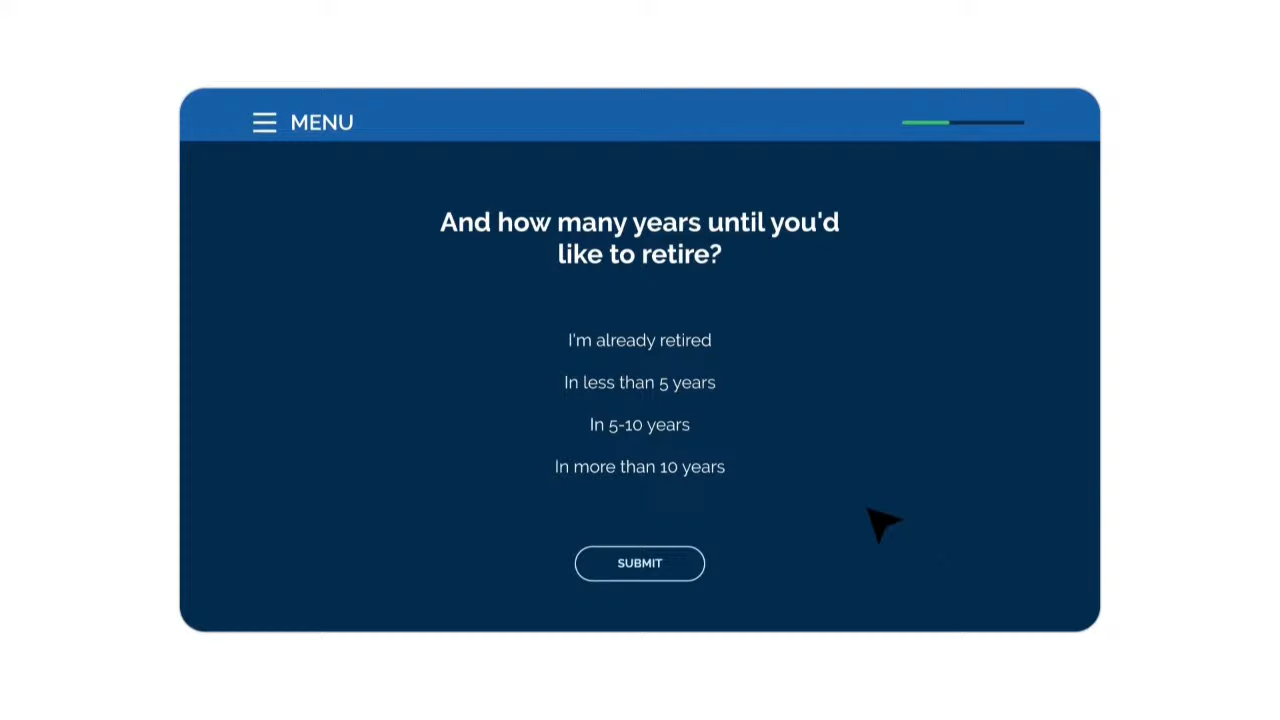 MENU
And how many years until you'd
like to retire?
I'm already retired
In less than 5 years
In 5-10 years
In more than 10 years
SUBMIT